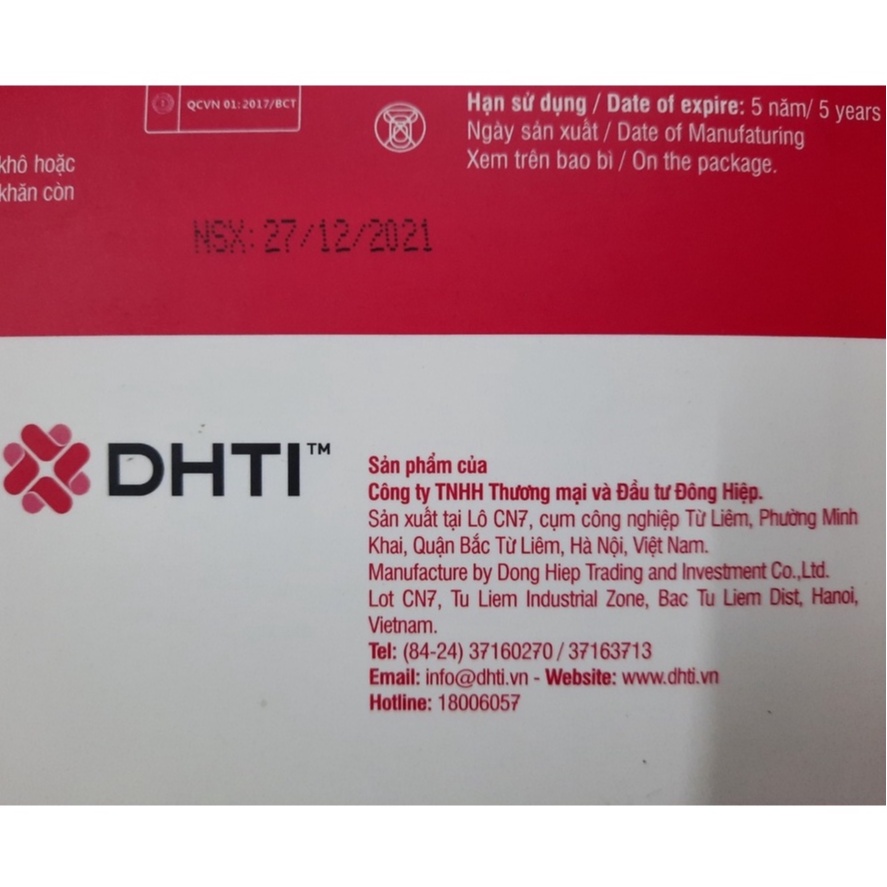 QCVN 01:2017/BCT
Hạn sử dụng / Date of expire: 5 năm/ 5 years
Ngày sản xuất / Date of Manufaturing
Xem trên bao bì / On the package.
khô hoặc
khăn còn
NSX: 27/12/2021
DHTI™
Sản phẩm của
Công ty TNHH Thương mại và Đầu tư Đông Hiệp.
Sản xuất tại Lô CN7, cụm công nghiệp Từ Liêm, Phường Minh
Khai, Quận Bắc Từ Liêm, Hà Nội, Việt Nam.
Manufacture by Dong Hiep Trading and Investment Co.,Ltd.
Lot CN7, Tu Liem Industrial Zone, Bac Tu Liem Dist, Hanoi,
Vietnam.
Tel: (84-24) 37160270 / 37163713
Email: info@dhti.vn - Website: www.dhti.vn
Hotline: 18006057